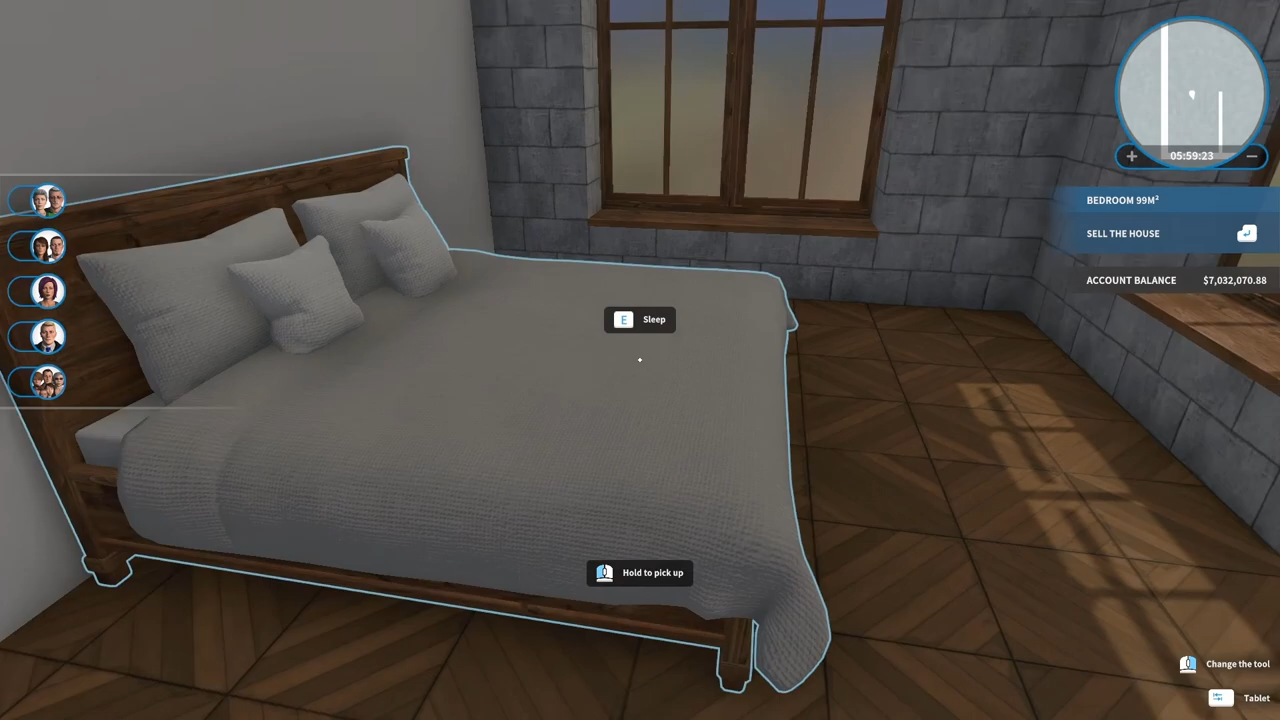 05:59:23
BEDROOM 99M²
SELL THE HOUSE
ACCOUNT BALANCE $7,032,070.88
E Sleep
Hold to pick up
Change the tool
Tablet